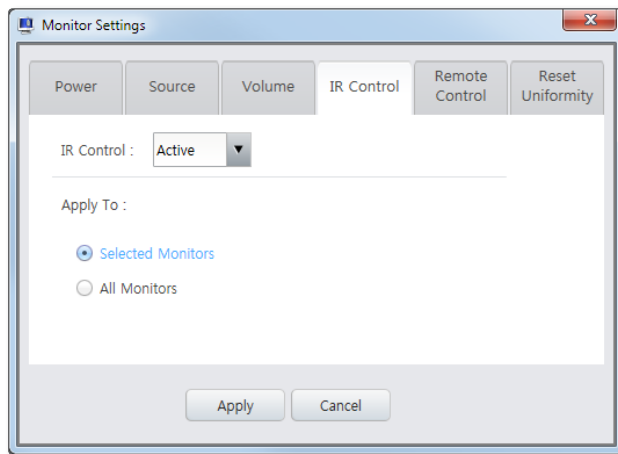 Monitor Settings
Power
Source
Volume
IR Control
Remote
Control
Reset
Uniformity
IR Control :
Active
Apply To :
Selected Monitors
All Monitors
Apply
Cancel